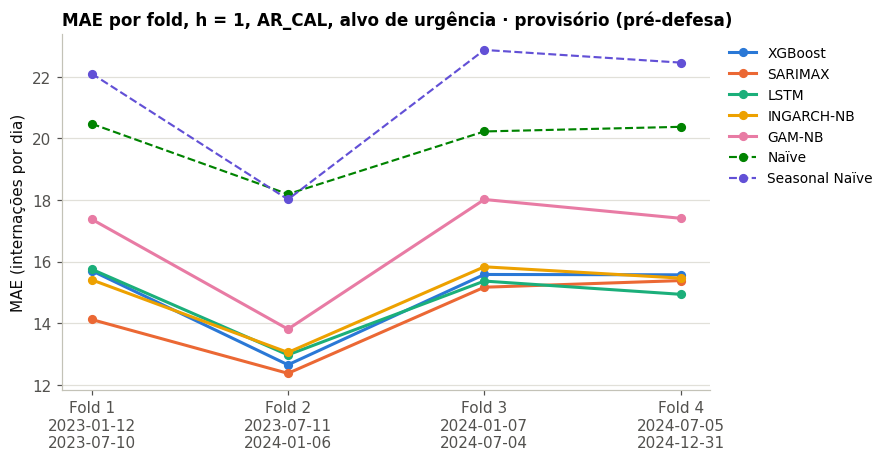 MAE por fold, h = 1, AR_CAL, alvo de urgência · provisório (pré-defesa)
MAE (internações por dia)
22
20
18
16
14
12
Fold 1
2023-01-12
2023-07-10
Fold 2
2023-07-11
2024-01-06
Fold 3
2024-01-07
2024-07-04
Fold 4
2024-07-05
2024-12-31
XGBoost
SARIMAX
LSTM
INGARCH-NB
GAM-NB
Naïve
Seasonal Naïve